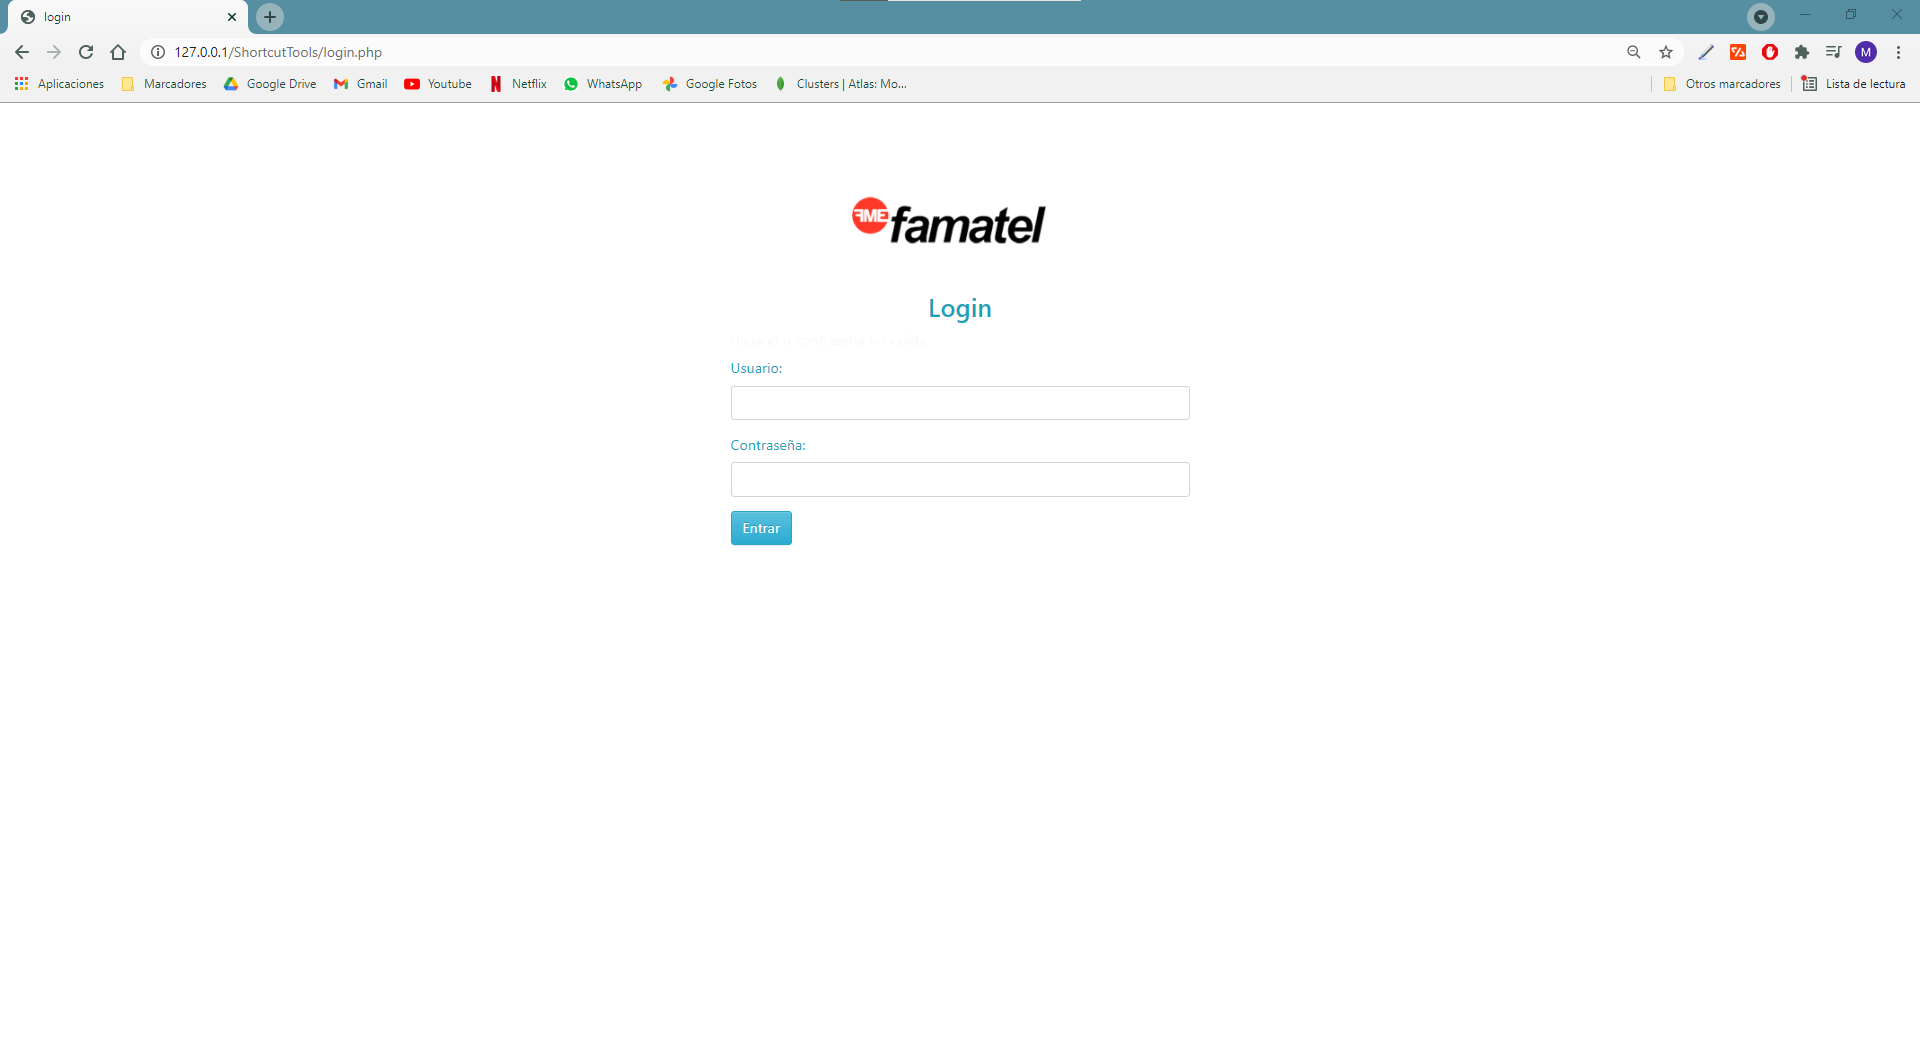 login
127.0.0.1/ShortcutTools/login.php
M
Aplicaciones Marcadores Google Drive Gmail Youtube Netflix WhatsApp Google Fotos Clusters | Atlas: Mo... Otros marcadores Lista de lectura
FME famatel
Login
Usuario o contraseña no valida
Usuario:
Contraseña:
Entrar